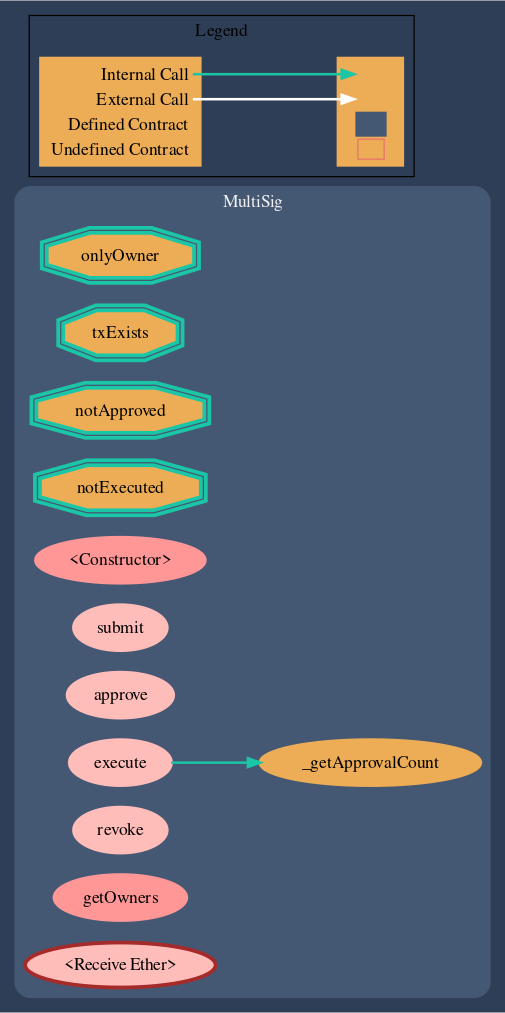 Legend
Internal Call
External Call
Defined Contract
Undefined Contract
MultiSig
onlyOwner
txExists
notApproved
notExecuted
<Constructor>
submit
approve
execute
_getApprovalCount
revoke
getOwners
<Receive Ether>